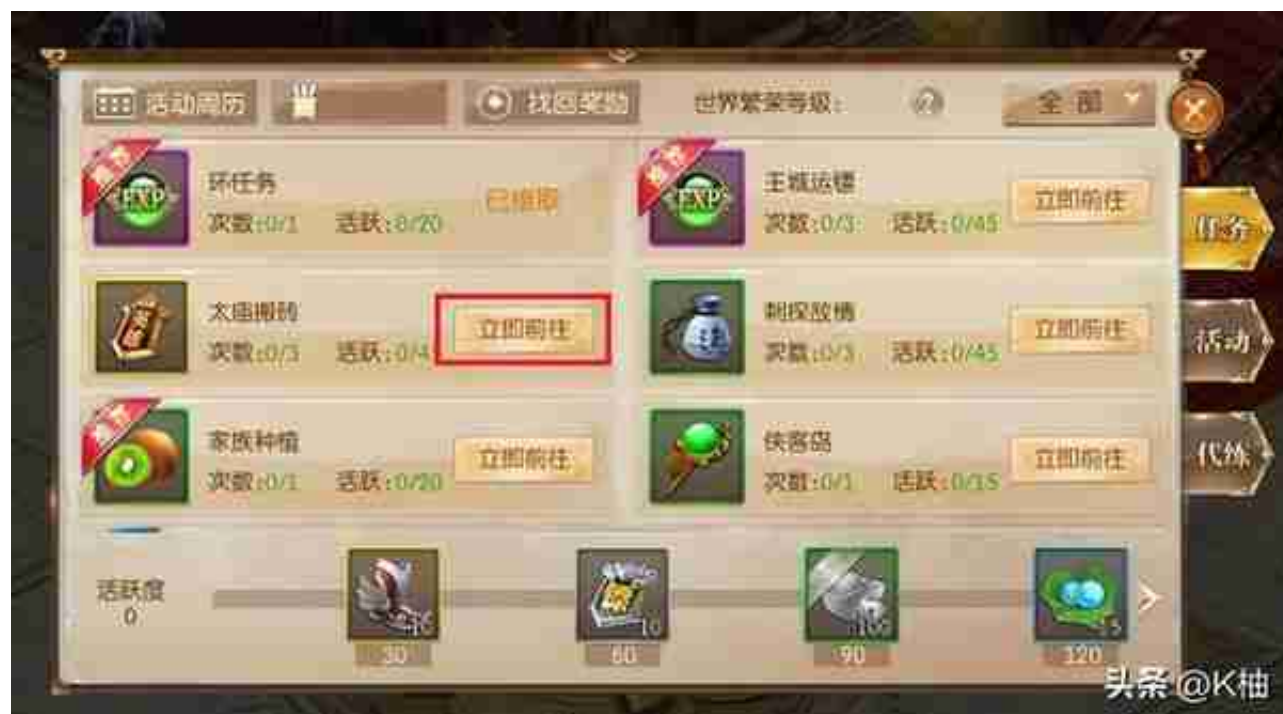 活动周历
找回奖励
世界繁荣等级: ?
全部
环任务
次数:0/1 活跃:0/20
EXP
主城运镖
次数:0/3 活跃:0/45
立即前往
EXP
任务
太庙搬砖
次数:0/3 活跃:0/4
立即前往
刺探敌情
次数:0/3 活跃:0/45
立即前往
活动
家族种植
次数:0/1 活跃:0/20
立即前往
侠客岛
次数:0/1 活跃:0/15
立即前往
代练
活跃度
0
10
100
30
60
90
120
头条 @K柚